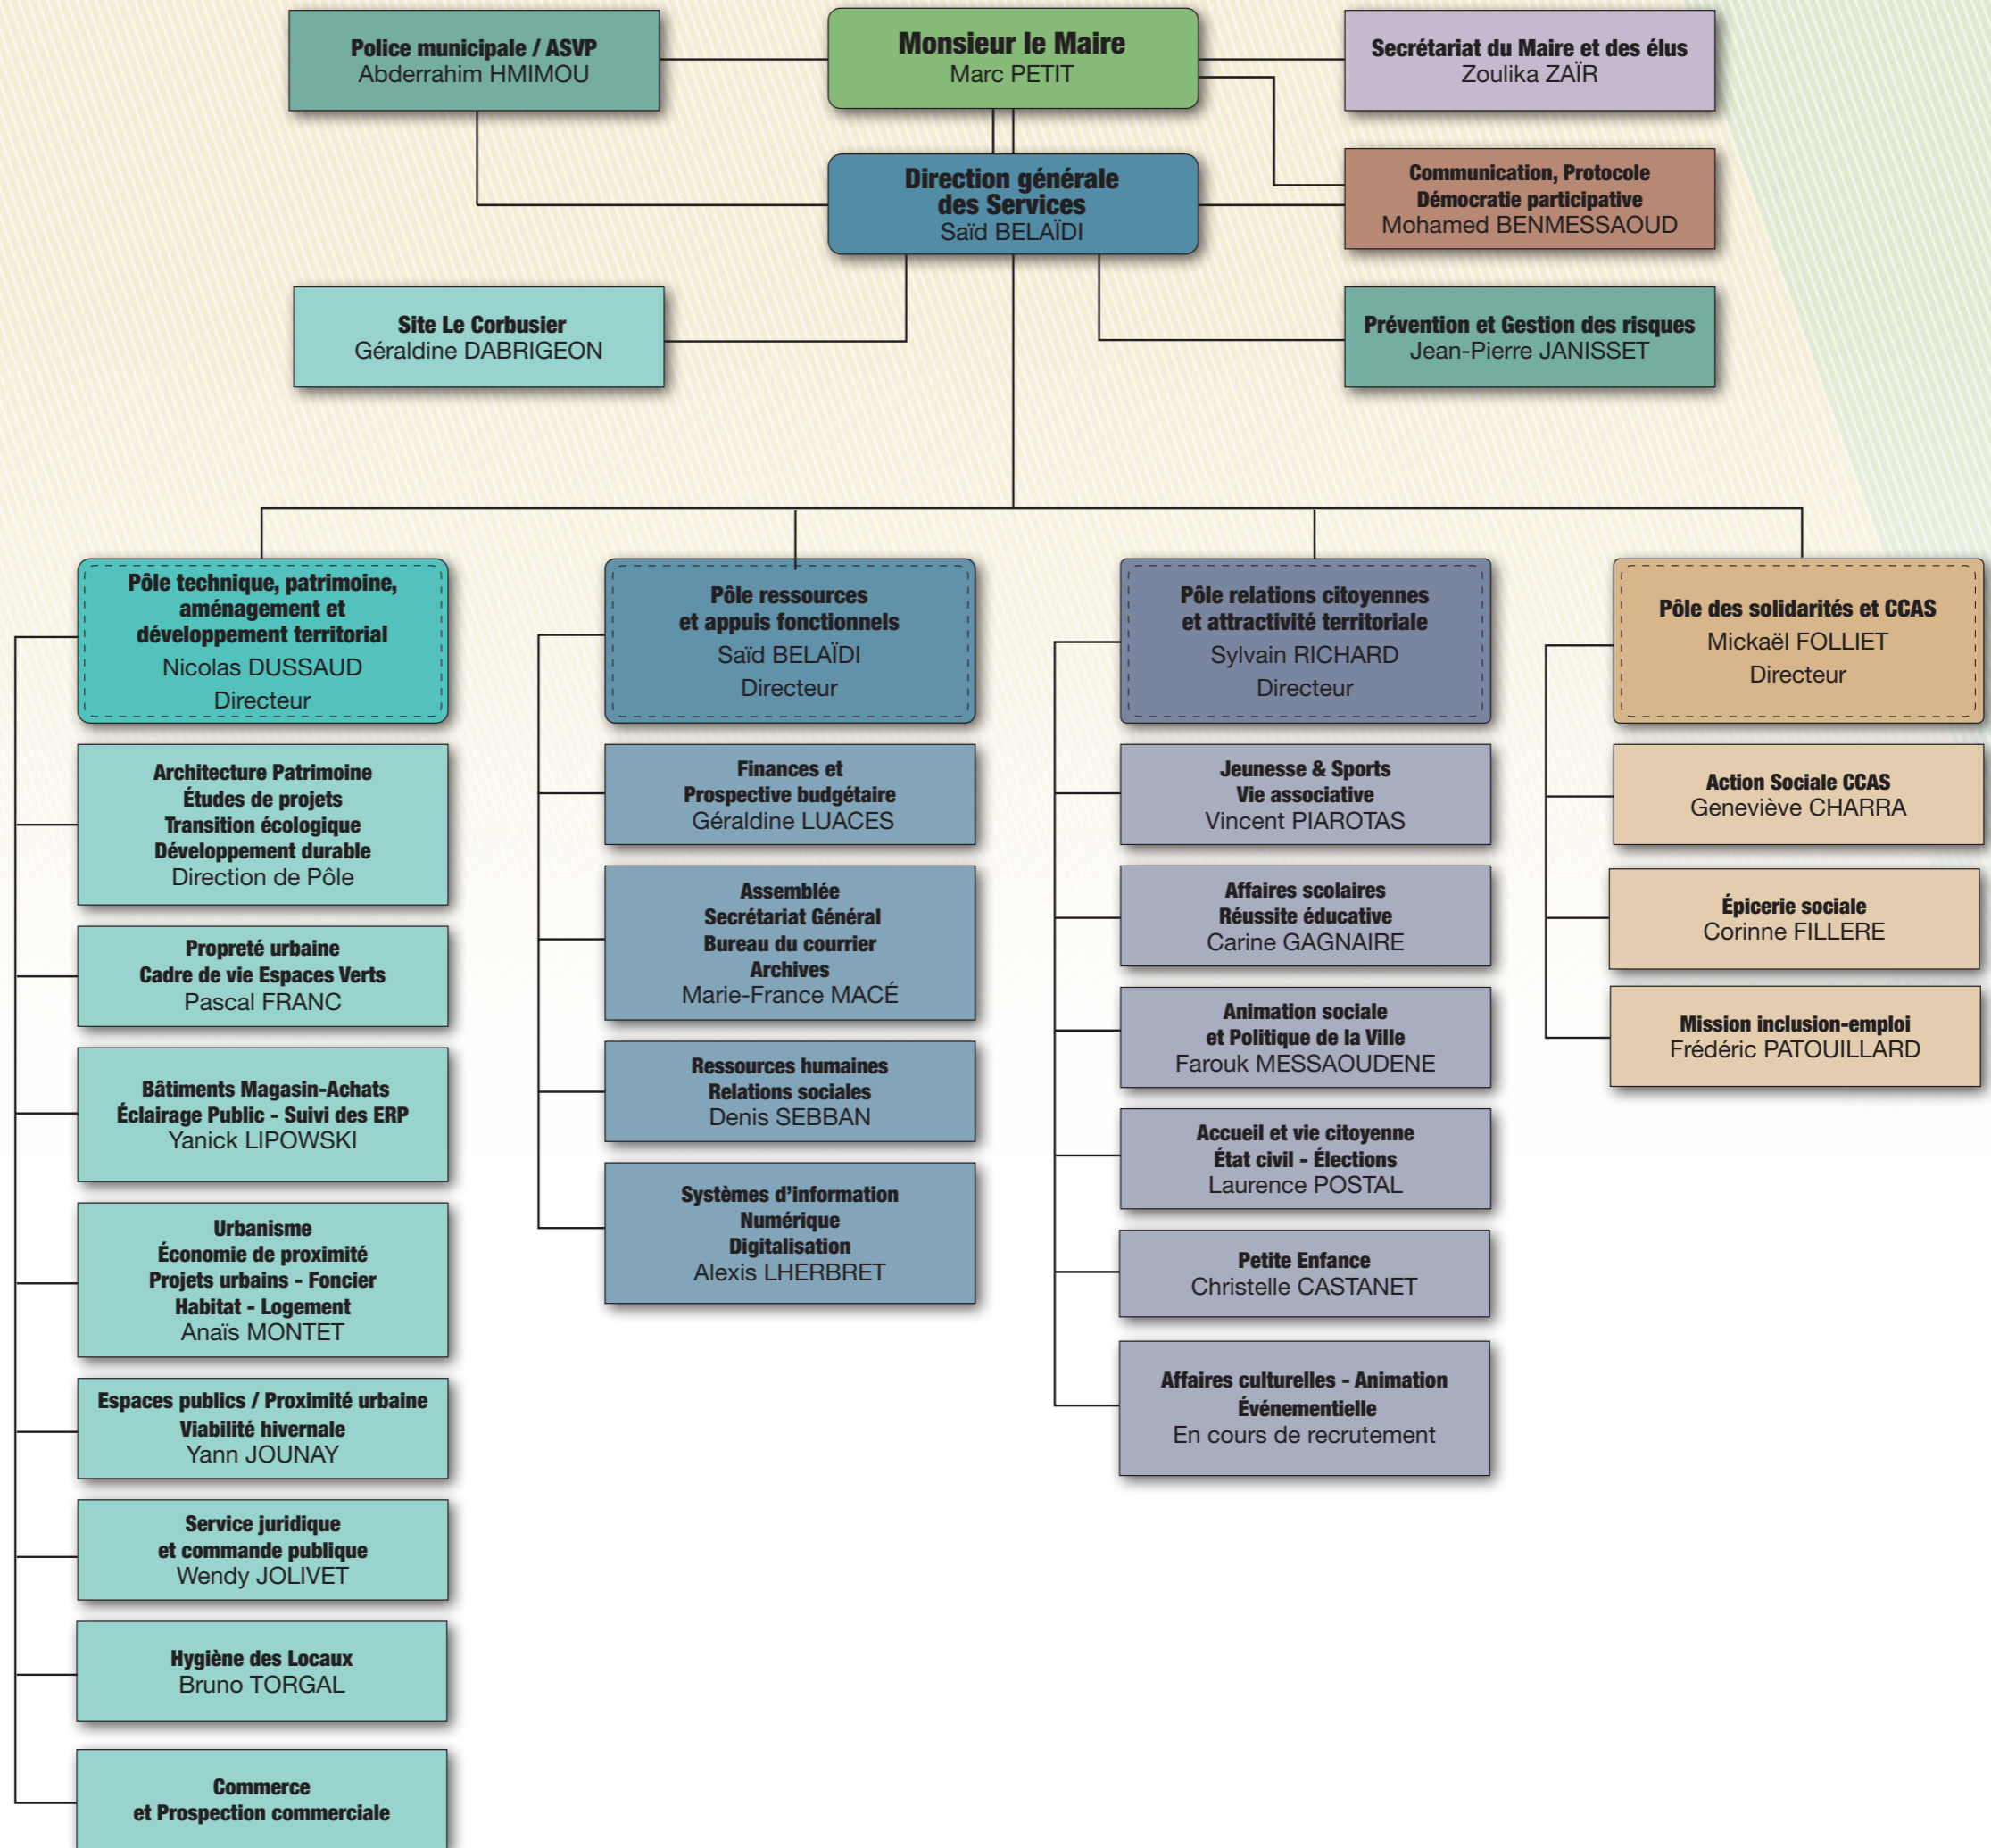 Police municipale / ASVP
Abderrahim HMIMOU
Monsieur le Maire
Marc PETIT
Secrétariat du Maire et des élus
Zoulika ZAÏR
Direction générale
des Services
Saïd BELAÏDI
Communication, Protocole
Démocratie participative
Mohamed BENMESSAOUD
Site Le Corbusier
Géraldine DABRIGEON
Prévention et Gestion des risques
Jean-Pierre JANISSET
Pôle technique, patrimoine,
aménagement et
développement territorial
Nicolas DUSSAUD
Directeur
Architecture Patrimoine
Études de projets
Transition écologique
Développement durable
Direction de Pôle
Propreté urbaine
Cadre de vie Espaces Verts
Pascal FRANC
Bâtiments Magasin-Achats
Éclairage Public - Suivi des ERP
Yanick LIPOWSKI
Urbanisme
Économie de proximité
Projets urbains - Foncier
Habitat - Logement
Anaïs MONTET
Espaces publics / Proximité urbaine
Viabilité hivernale
Yann JOUNAY
Service juridique
et commande publique
Wendy JOLIVET
Hygiène des Locaux
Bruno TORGAL
Commerce
et Prospection commerciale
Pôle ressources
et appuis fonctionnels
Saïd BELAÏDI
Directeur
Finances et
Prospective budgétaire
Géraldine LUACES
Assemblée
Secrétariat Général
Bureau du courrier
Archives
Marie-France MACÉ
Ressources humaines
Relations sociales
Denis SEBBAN
Systèmes d'information
Numérique
Digitalisation
Alexis LHERBRET
Pôle relations citoyennes
et attractivité territoriale
Sylvain RICHARD
Directeur
Jeunesse & Sports
Vie associative
Vincent PIAROTAS
Affaires scolaires
Réussite éducative
Carine GAGNAIRE
Animation sociale
et Politique de la Ville
Farouk MESSAOUDENE
Accueil et vie citoyenne
État civil - Élections
Laurence POSTAL
Petite Enfance
Christelle CASTANET
Affaires culturelles - Animation
Événementielle
En cours de recrutement
Pôle des solidarités et CCAS
Mickaël FOLLIET
Directeur
Action Sociale CCAS
Geneviève CHARRA
Épicerie sociale
Corinne FILLERE
Mission inclusion-emploi
Frédéric PATOUILLARD